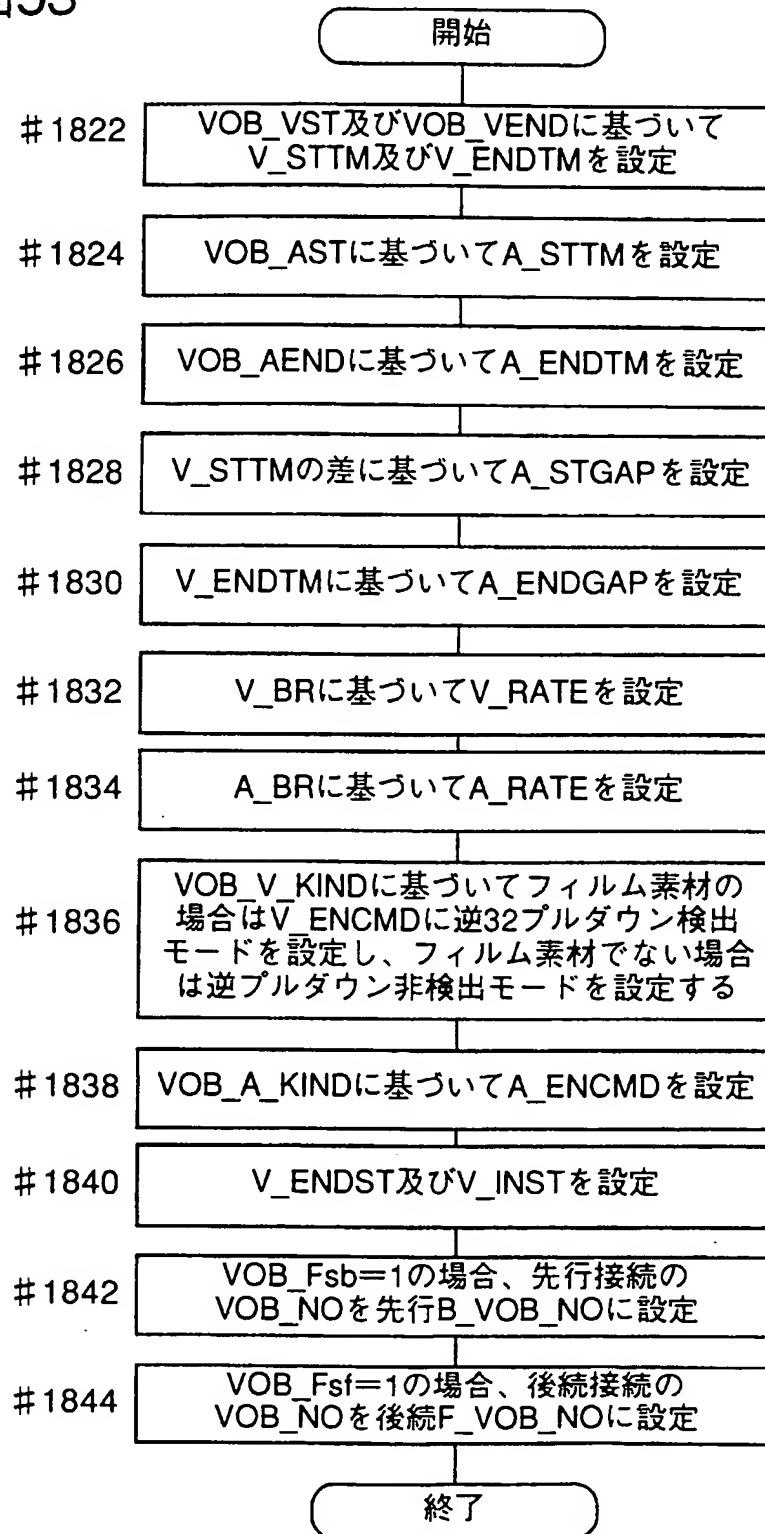 図53
開始
#1822
VOB_VST及びVOB_VENDに基づいて
V_STTM及びV_ENDTMを設定
#1824
VOB_ASTに基づいてA_STTMを設定
#1826
VOB_AENDに基づいてA_ENDTMを設定
#1828
V_STTMの差に基づいてA_STGAPを設定
#1830
V_ENDTMに基づいてA_ENDGAPを設定
#1832
V_BRに基づいてV_RATEを設定
#1834
A_BRに基づいてA_RATEを設定
#1836
VOB_V_KINDに基づいてフィルム素材の
場合はV_ENCMDに逆32プルダウン検出
モードを設定し、フィルム素材でない場合
は逆プルダウン非検出モードを設定する
#1838
VOB_A_KINDに基づいてA_ENCMDを設定
#1840
V_ENDST及びV_INSTを設定
#1842
VOB_Fsb=1の場合、先行接続の
VOB_NOを先行B_VOB_NOに設定
#1844
VOB_Fsf=1の場合、後続接続の
VOB_NOを後続F_VOB_NOに設定
終了